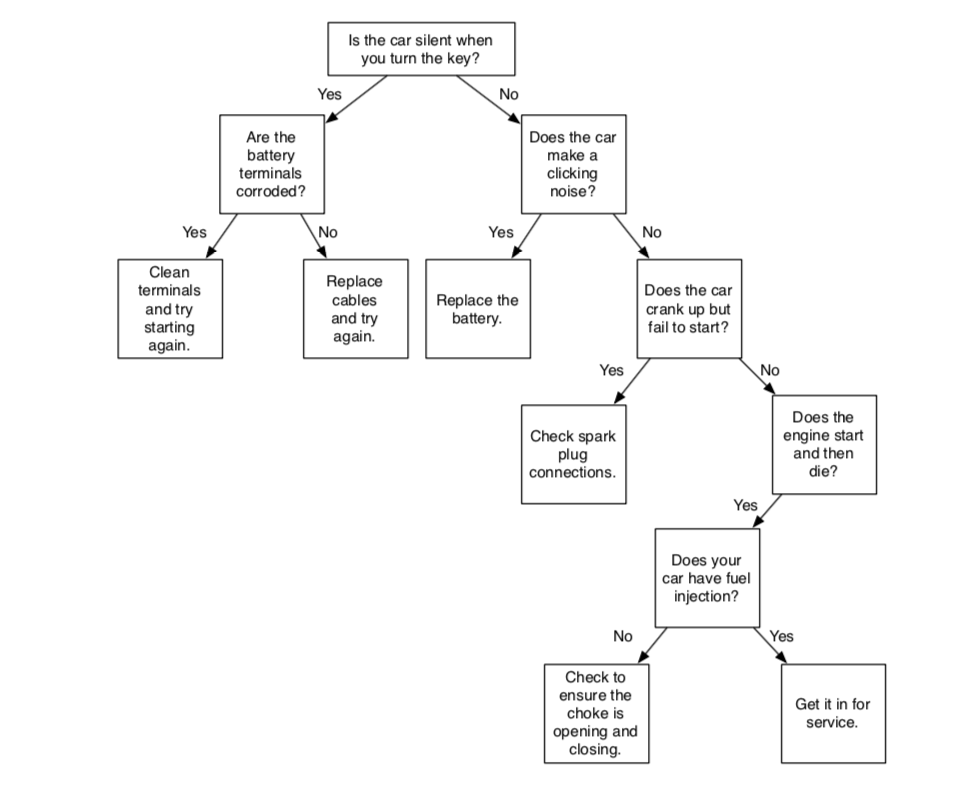 Is the car silent when
you turn the key?
Yes
No
Are the
battery
terminals
corroded?
Does the car
make a
clicking
noise?
Yes
No
Yes
No
Clean
terminals
and try
starting
again.
Replace
cables
and try
again.
Replace the
battery.
Does the car
crank up but
fail to start?
Yes
No
Check spark
plug
connections.
Does the
engine start
and then
die?
Yes
Does your
car have fuel
injection?
No
Yes
Check to
ensure the
choke is
opening and
closing.
Get it in for
service.